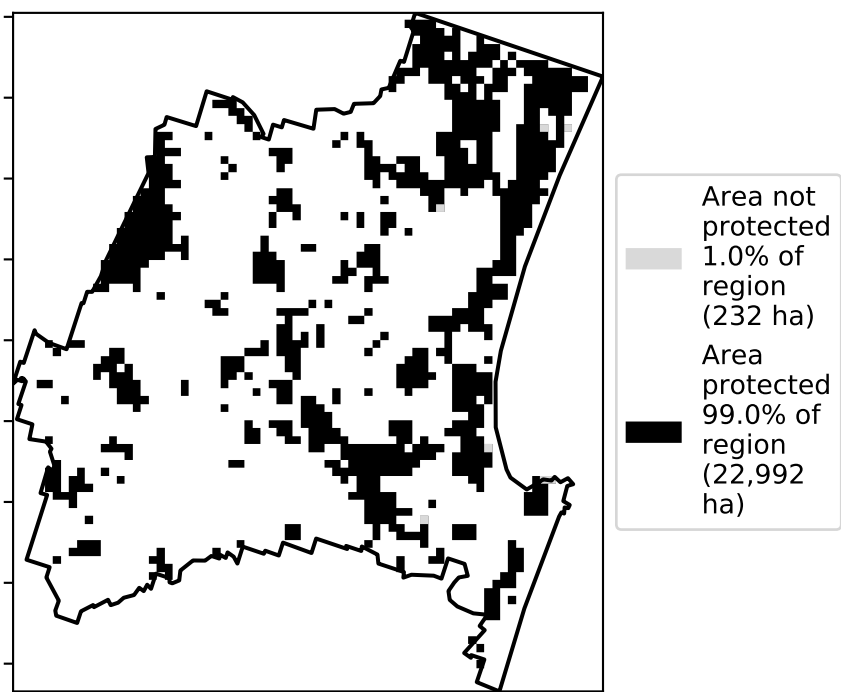 Area not
protected
1.0% of
region
(232 ha)
Area
protected
99.0% of
region
(22,992
ha)